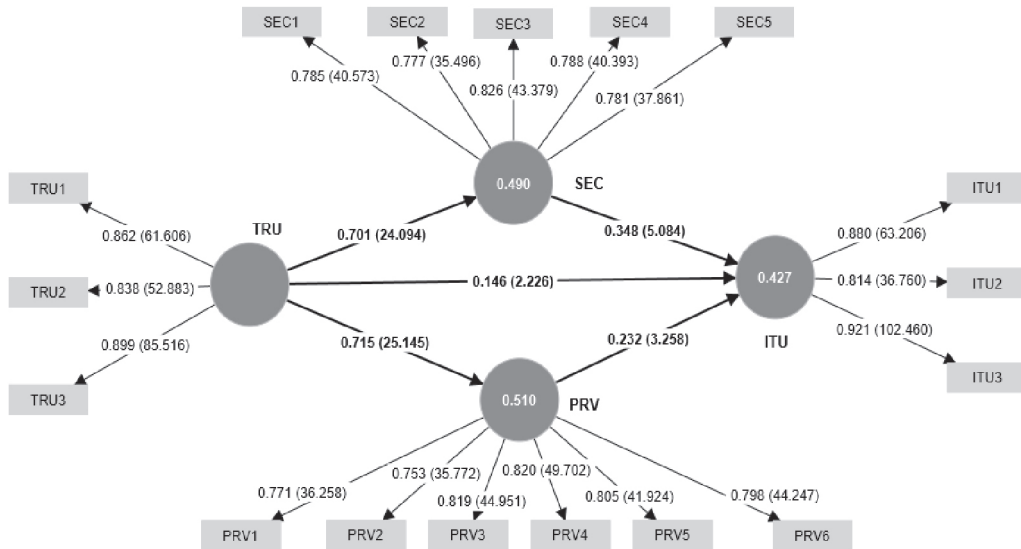 SEC1
SEC2
SEC3
SEC4
SEC5
0.785 (40.573)
0.777 (35.496)
0.826 (43.379)
0.788 (40.393)
0.781 (37.861)
0.490
SEC
TRU1
TRU2
TRU3
0.862 (61.606)
0.838 (52.883)
0.899 (85.516)
TRU
0.701 (24.094)
0.146 (2.226)
0.715 (25.145)
0.348 (5.084)
0.232 (3.258)
0.427
ITU
0.880 (63.206)
0.814 (36.760)
0.921 (102.460)
ITU1
ITU2
ITU3
0.510
PRV
0.771 (36.258)
0.753 (35.772)
0.819 (44.951)
0.820 (49.702)
0.805 (41.924)
0.798 (44.247)
PRV1
PRV2
PRV3
PRV4
PRV5
PRV6